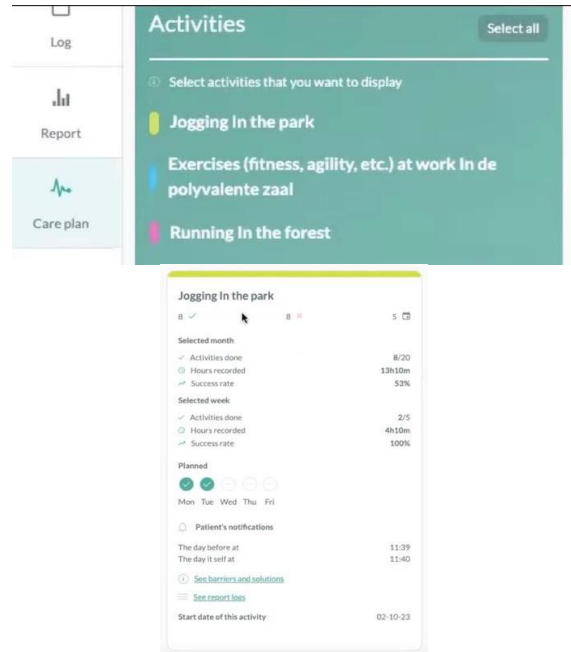 Log
Report
Care plan
Activities
Select all
Select activities that you want to display
Jogging In the park
Exercises (fitness, agility, etc.) at work In de
polyvalente zaal
Running In the forest
Jogging In the park
8 8 5
Selected month
Activities done 8/20
Hours recorded 13h10m
Success rate 53%
Selected week
Activities done 2/5
Hours recorded 4h10m
Success rate 100%
Planned
Mon Tue Wed Thu Fri
Patient's notifications
The day before at 11:39
The day it self at 11:40
See barriers and solutions
See report logs
Start date of this activity 02-10-23